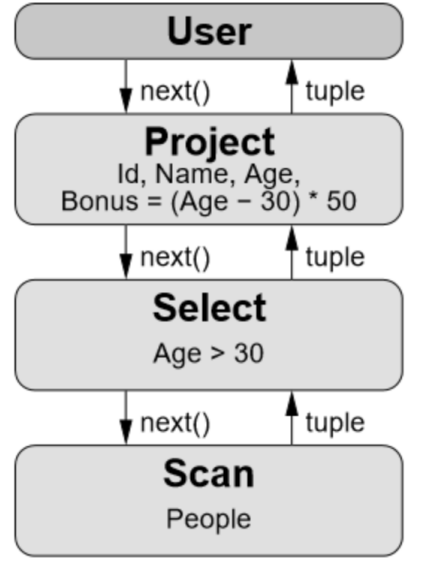 User
next()
tuple
Project
Id, Name, Age,
Bonus = (Age − 30) * 50
next()
tuple
Select
Age > 30
next()
tuple
Scan
People